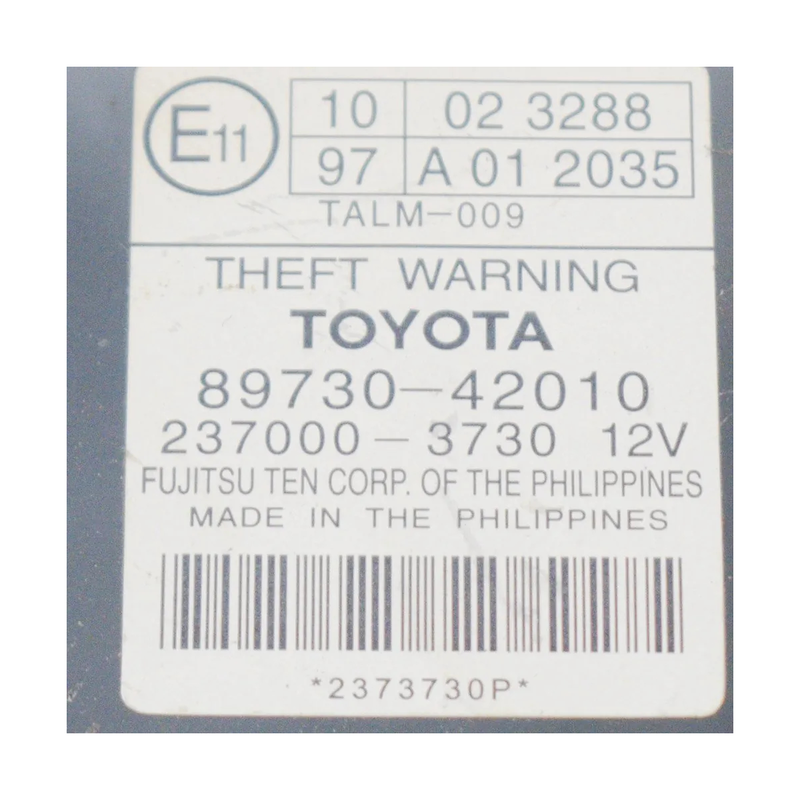 E11
10 02 3288
97 A 01 2035
TALM-009
THEFT WARNING
TOYOTA
89730-42010
237000-3730 12V
FUJITSU TEN CORP. OF THE PHILIPPINES
MADE IN THE PHILIPPINES
*2373730P*